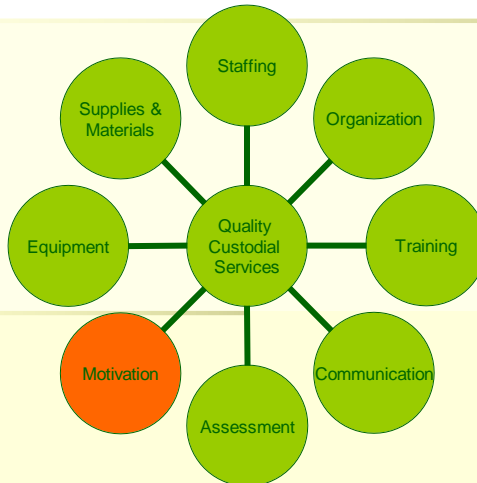 Staffing
Supplies &
Materials
Organization
Quality
Custodial
Services
Equipment
Training
Motivation
Communication
Assessment